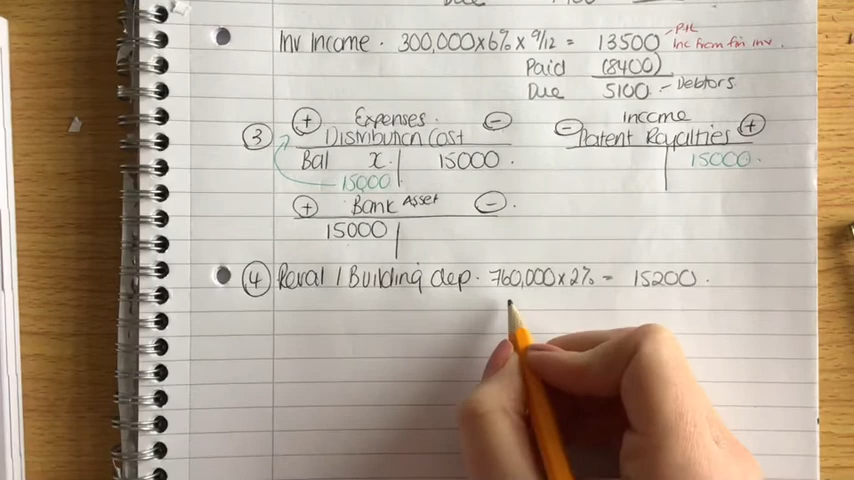 Inv Income . 300,000 x 6% x 9/12 = 13500 - P+L
Inc from fin inv .
Paid (8400)
Due 5100 . - Debtors
3 + Expenses . - Income
Distribution Cost - Patent Royalties +
Bal x . 15000 . 15000 .
15000
+ Bank Asset - .
15000
4 Reval / Building dep . 760,000 x 2% = 15200 .